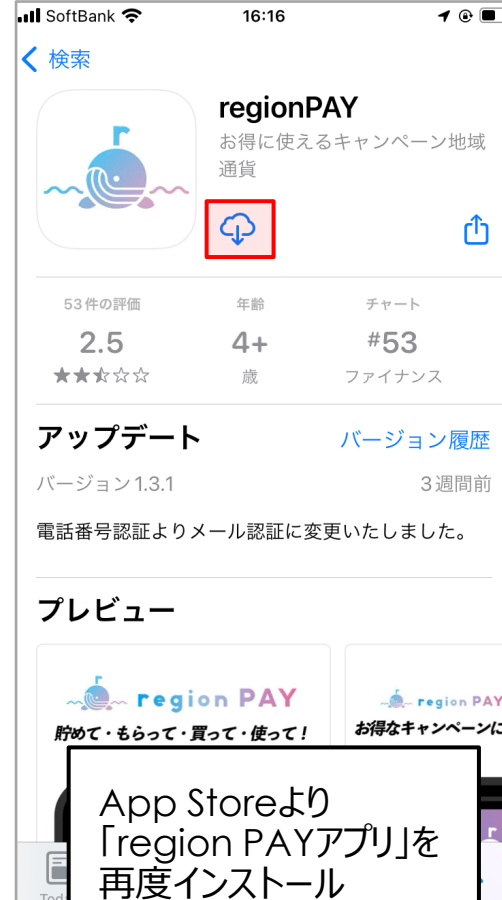 SoftBank 16:16
検索
regionPAY
お得に使えるキャンペーン地域
通貨
53件の評価 年齢 チャート
2.5 4+ #53
★★☆☆☆ 歳 ファイナンス
アップデート バージョン履歴
バージョン 1.3.1 3週間前
電話番号認証よりメール認証に変更いたしました。
プレビュー
region PAY
貯めて・もらって・買って・使って!
region PAY
お得なキャンペーンに
App Storeより
「region PAYアプリ」を
再度インストール